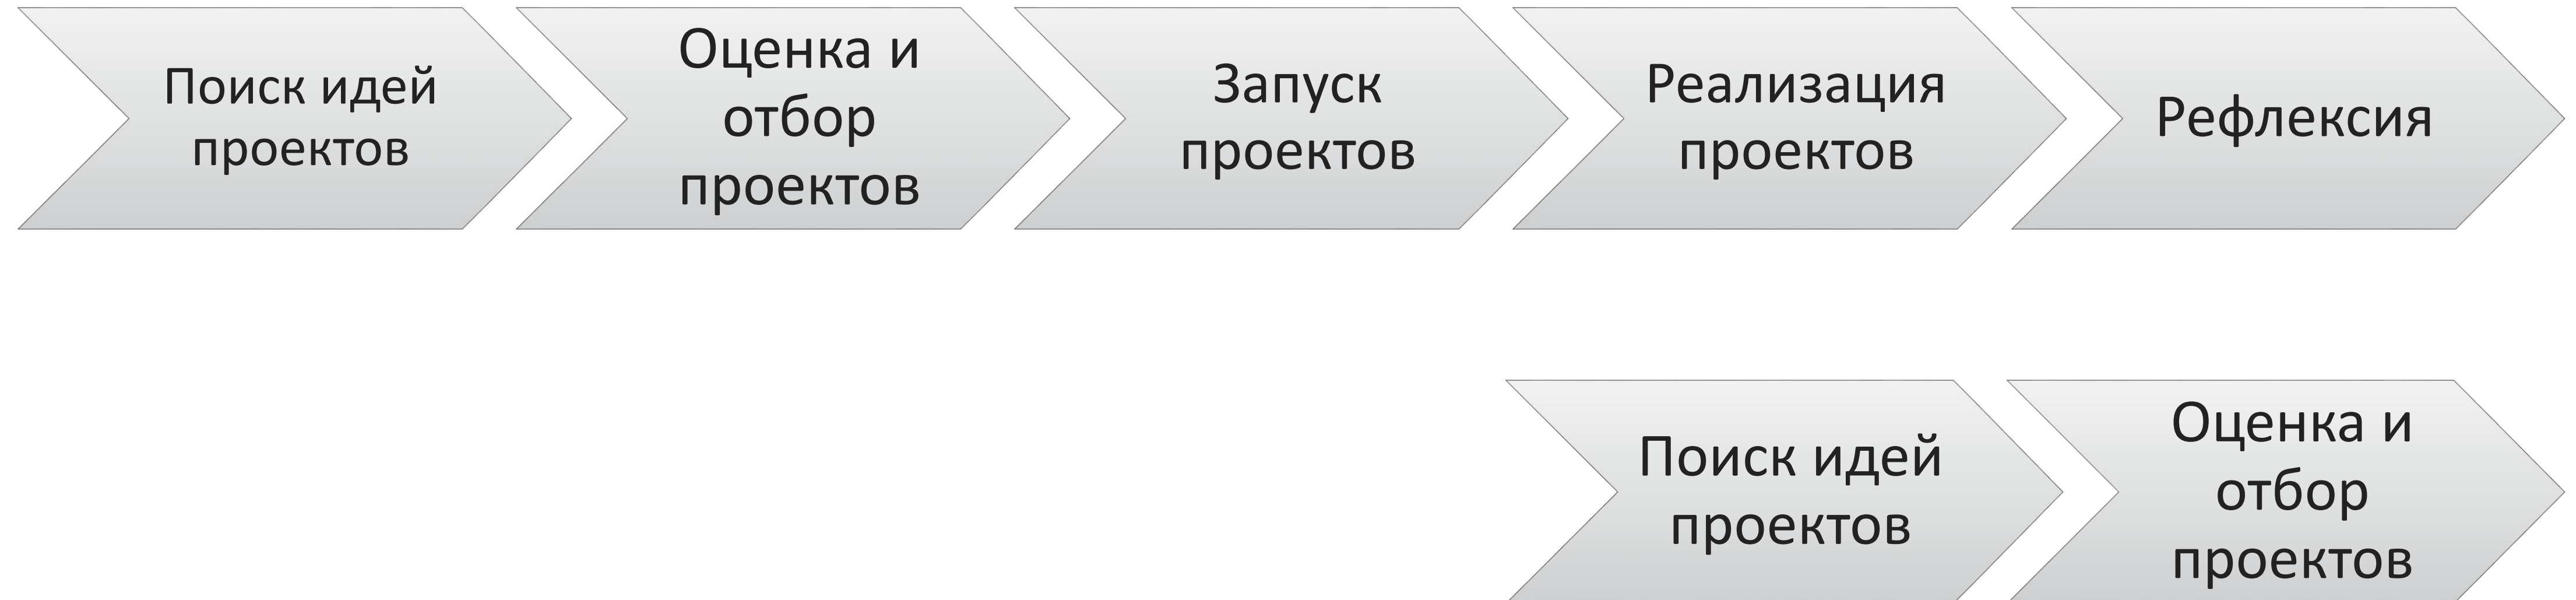 Поиск идей
проектов
Оценка и
отбор
проектов
Запуск
проектов
Реализация
проектов
Рефлексия
Поиск идей
проектов
Оценка и
отбор
проектов